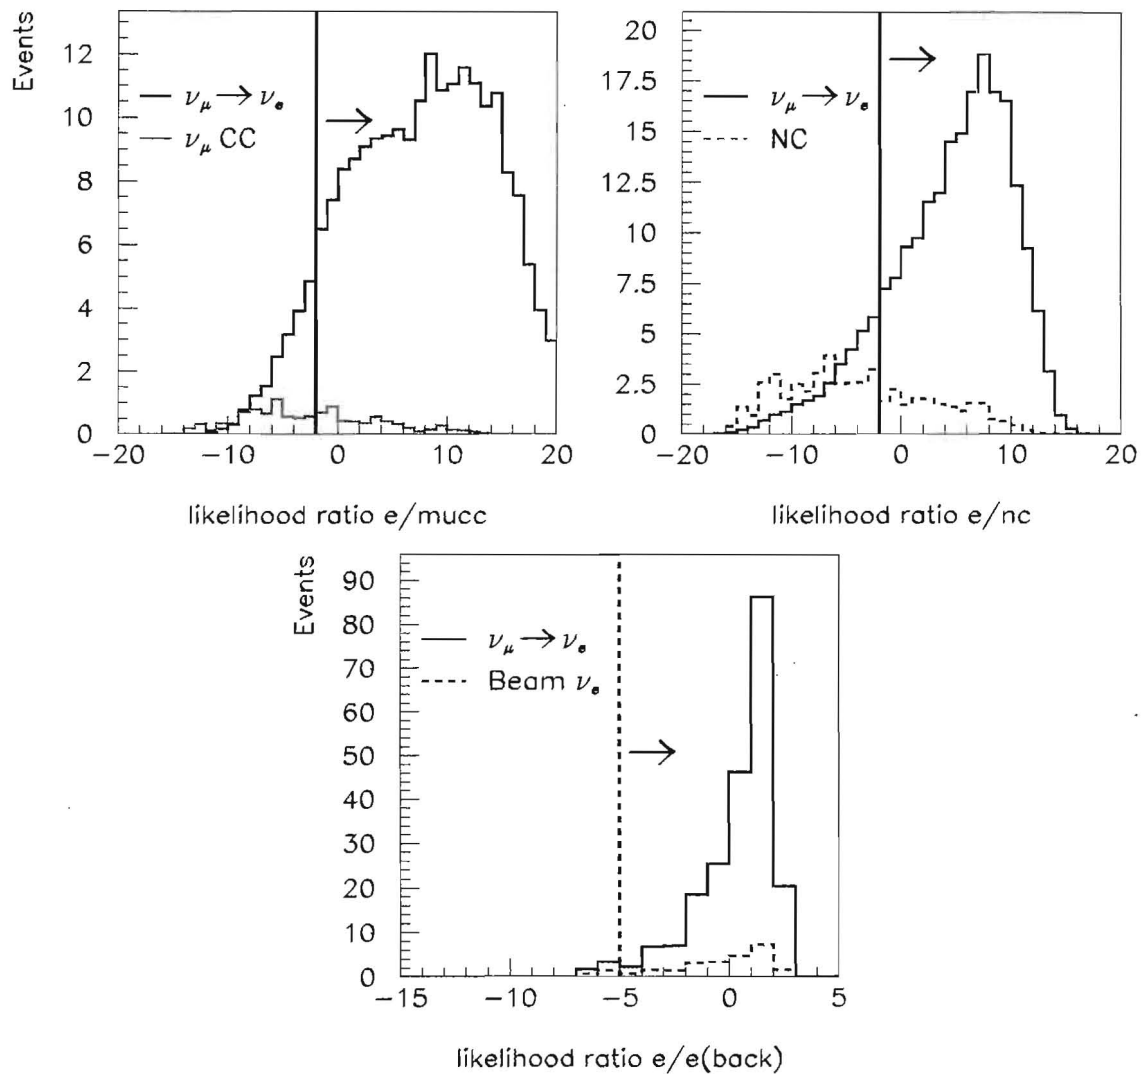 Events
12
10
8
6
4
2
0
ν_μ → ν_e
ν_μ CC
−20 −10 0 10 20
likelihood ratio e/mucc
20
17.5
15
12.5
10
7.5
5
2.5
0
ν_μ → ν_e
NC
−20 −10 0 10 20
likelihood ratio e/nc
Events
90
80
70
60
50
40
30
20
10
0
ν_μ → ν_e
Beam ν_e
−15 −10 −5 0 5
likelihood ratio e/e(back)